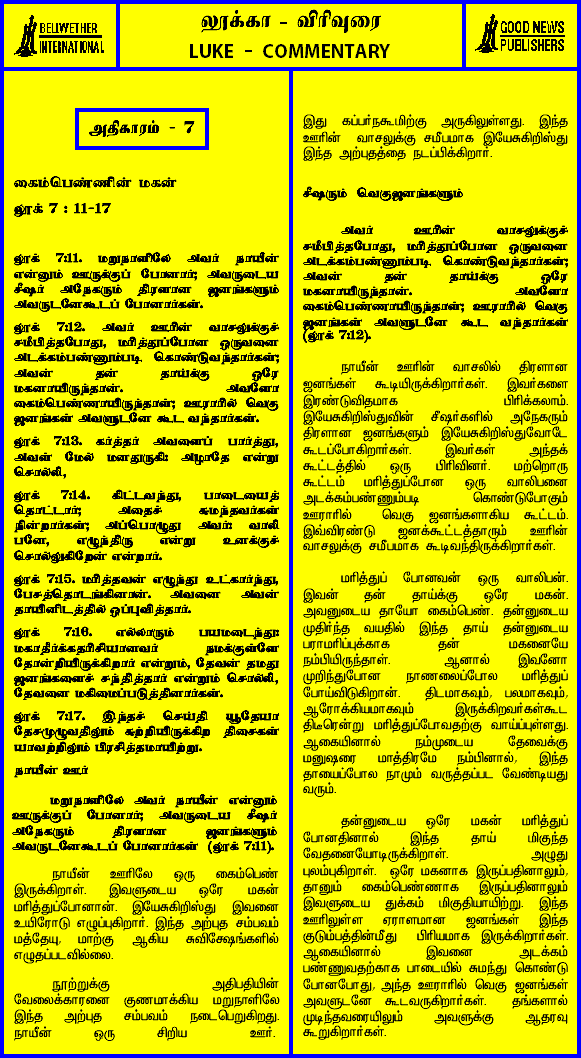 BELWETHER
INTERNATIONAL
லூக்கா - விரிவுரை
LUKE - COMMENTARY
GOOD NEWS
PUBLISHERS
அதிகாரம் - 7
கைம்பெண்ணின் மகன்
லூக் 7 : 11-17
லூக் 7:11. மறுநாளிலே அவர் நாயீன்
என்னும் ஊருக்குப் போனார்; அவருடைய
சீஷர் அநேகரும் திரளான ஜனங்களும்
அவருடனேகூடப் போனார்கள்.
லூக் 7:12. அவர் ஊரின் வாசலுக்குச்
சமீபித்தபோது, மரித்துப்போன ஒருவனை
அடக்கம்பண்ணும்படி கொண்டுவந்தார்கள்;
அவன் தன் தாய்க்கு ஒரே
மகனாயிருந்தான். அவளோ
கைம்பெண்ணாயிருந்தாள்; ஊராரில் வெகு
ஜனங்கள் அவளுடனே கூட வந்தார்கள்.
லூக் 7:13. கர்த்தர் அவளைப் பார்த்து,
அவள் மேல் மனதுருகி: அழாதே என்று
சொல்லி,
லூக் 7:14. கிட்டவந்து, பாடையைத்
தொட்டார்; அதைச் சுமந்தவர்கள்
நின்றார்கள்; அப்பொழுது அவர்: வாலி
பனே, எழுந்திரு என்று உனக்குச்
சொல்லுகிறேன் என்றார்.
லூக் 7:15. மரித்தவன் எழுந்து உட்கார்ந்து,
பேசத்தொடங்கினான். அவனை அவன்
தாயினிடத்தில் ஒப்புவித்தார்.
லூக் 7:16. எல்லாரும் பயமடைந்து:
மகாதீர்க்கதரிசியானவர் நமக்குள்ளே
தோன்றியிருக்கிறார் என்றும், தேவன் தமது
ஜனங்களைச் சந்தித்தார் என்றும் சொல்லி,
தேவனை மகிமைப்படுத்தினார்கள்.
லூக் 7:17. இந்தச் செய்தி யூதேயா
தேசமுழுவதிலும் சுற்றியிருக்கிற திசைகள்
யாவற்றிலும் பிரசித்தமாயிற்று.
நாயீன் ஊர்
மறுநாளிலே அவர் நாயீன் என்னும்
ஊருக்குப் போனார்; அவருடைய சீஷர்
அநேகரும் திரளான ஜனங்களும்
அவருடனேகூடப் போனார்கள் (லூக் 7:11).
நாயீன் ஊரிலே ஒரு கைம்பெண்
இருக்கிறாள். இவளுடைய ஒரே மகன்
மரித்துப்போனான். இயேசுகிறிஸ்து இவனை
உயிரோடு எழுப்புகிறார். இந்த அற்புத சம்பவம்
மத்தேயு, மாற்கு ஆகிய சுவிசேஷங்களில்
எழுதப்படவில்லை.
நூற்றுக்கு அதிபதியின்
வேலைக்காரனை குணமாக்கிய மறுநாளிலே
இந்த அற்புத சம்பவம் நடைபெறுகிறது.
நாயீன் ஒரு சிறிய ஊர்.
இது கப்பர்நகூமிற்கு அருகிலுள்ளது. இந்த
ஊரின் வாசலுக்கு சமீபமாக இயேசுகிறிஸ்து
இந்த அற்புதத்தை நடப்பிக்கிறார்.
சீஷரும் வெகுஜனங்களும்
அவர் ஊரின் வாசலுக்குச்
சமீபித்தபோது, மரித்துப்போன ஒருவனை
அடக்கம்பண்ணும்படி கொண்டுவந்தார்கள்;
அவன் தன் தாய்க்கு ஒரே
மகனாயிருந்தான். அவளோ
கைம்பெண்ணாயிருந்தாள்; ஊராரில் வெகு
ஜனங்கள் அவளுடனே கூட வந்தார்கள்
(லூக் 7:12).
நாயீன் ஊரின் வாசலில் திரளான
ஜனங்கள் கூடியிருக்கிறார்கள். இவர்களை
இரண்டுவிதமாக பிரிக்கலாம்.
இயேசுகிறிஸ்துவின் சீஷர்களில் அநேகரும்
திரளான ஜனங்களும் இயேசுகிறிஸ்துவோடே
கூடப்போகிறார்கள். இவர்கள் அந்தக்
கூட்டத்தில் ஒரு பிரிவினர். மற்றொரு
கூட்டம் மரித்துப்போன ஒரு வாலிபனை
அடக்கம்பண்ணும்படி கொண்டுபோகும்
ஊராரில் வெகு ஜனங்களாகிய கூட்டம்.
இவ்விரண்டு ஜனக்கூட்டத்தாரும் ஊரின்
வாசலுக்கு சமீபமாக கூடிவந்திருக்கிறார்கள்.
மரித்துப் போனவன் ஒரு வாலிபன்.
இவன் தன் தாய்க்கு ஒரே மகன்.
அவனுடைய தாயோ கைம்பெண். தன்னுடைய
முதிர்ந்த வயதில் இந்த தாய் தன்னுடைய
பராமரிப்புக்காக தன் மகனையே
நம்பியிருந்தாள். ஆனால் இவனோ
முறிந்துபோன நாணலைப்போல மரித்துப்
போய்விடுகிறான். திடமாகவும், பலமாகவும்,
ஆரோக்கியமாகவும் இருக்கிறவர்கள்கூட
திடீரென்று மரித்துப்போவதற்கு வாய்ப்புள்ளது.
ஆகையினால் நம்முடைய தேவைக்கு
மனுஷரை மாத்திரமே நம்பினால், இந்த
தாயைப்போல நாமும் வருத்தப்பட வேண்டியது
வரும்.
தன்னுடைய ஒரே மகன் மரித்துப்
போனதினால் இந்த தாய் மிகுந்த
வேதனையோடிருக்கிறாள். அழுது
புலம்புகிறாள். ஒரே மகனாக இருப்பதினாலும்,
தானும் கைம்பெண்ணாக இருப்பதினாலும்
இவளுடைய துக்கம் மிகுதியாயிற்று. இந்த
ஊரிலுள்ள ஏராளமான ஜனங்கள் இந்த
குடும்பத்தின்மீது பிரியமாக இருக்கிறார்கள்.
ஆகையினால் இவனை அடக்கம்
பண்ணுவதற்காக பாடையில் சுமந்து கொண்டு
போனபோது, அந்த ஊராரில் வெகு ஜனங்கள்
அவளுடனே கூடவருகிறார்கள். தங்களால்
முடிந்தவரையிலும் அவளுக்கு ஆதரவு
கூறுகிறார்கள்.